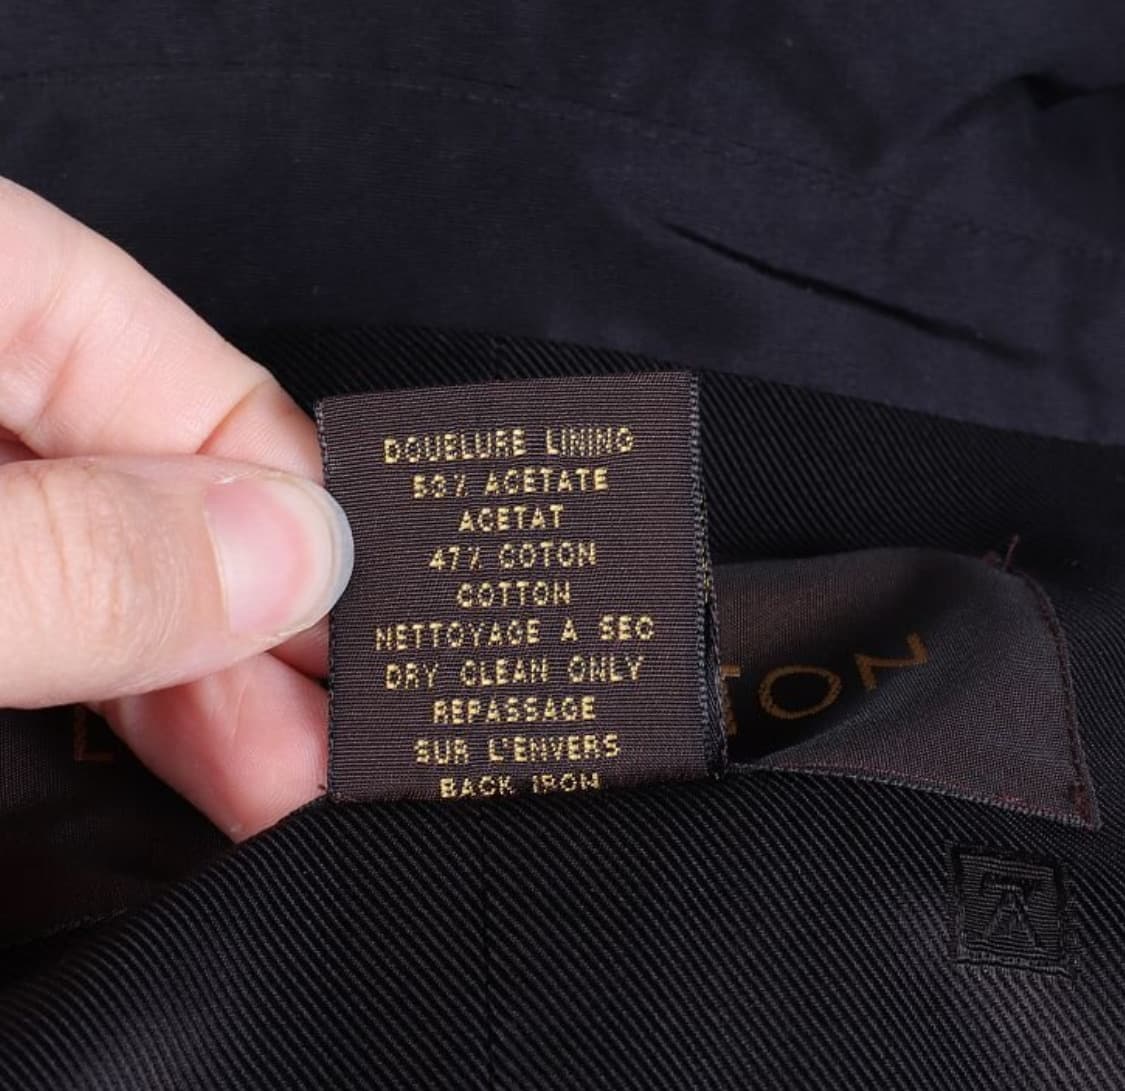 DOUBLURE LINING
53% ACETATE
ACETAT
47% COTON
COTTON
NETTOYAGE A SEC
DRY CLEAN ONLY
REPASSAGE
SUR L'ENVERS
BACK IRON
L
TON